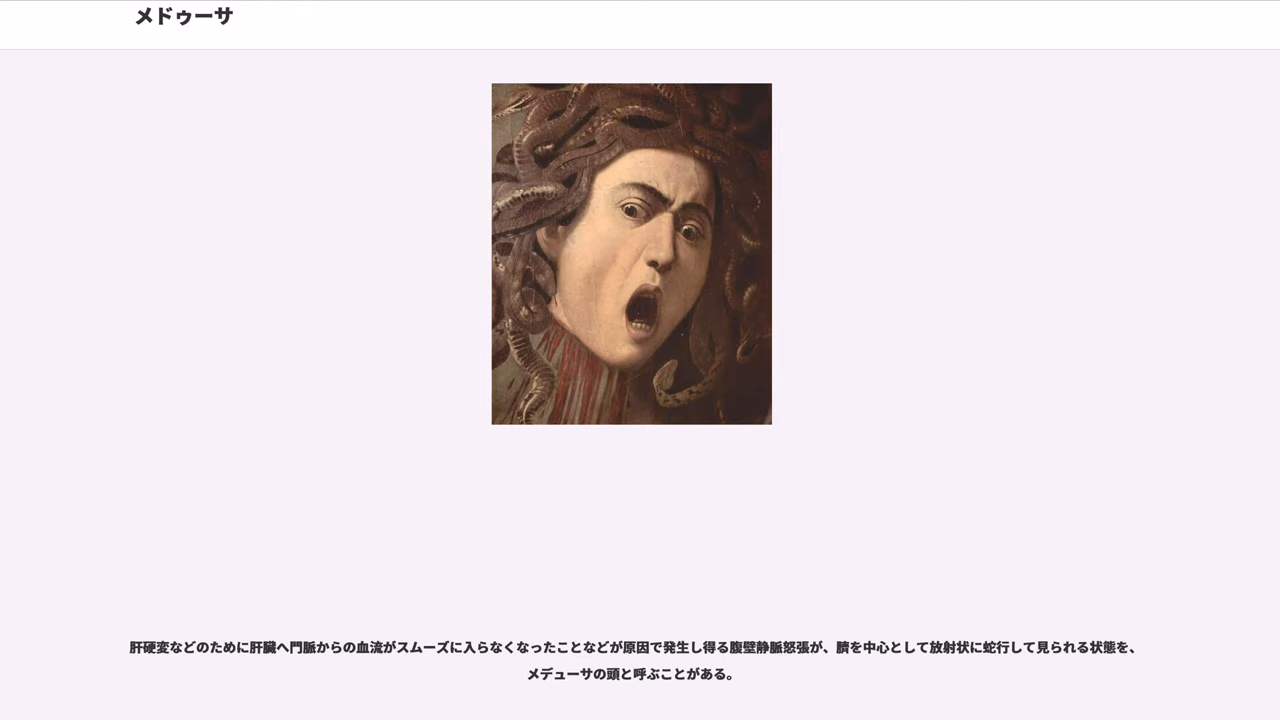 メドゥーサ
肝硬変などのために肝臓へ門脈からの血流がスムーズに入らなくなったことなどが原因で発生し得る腹壁静脈怒張が、臍を中心として放射状に蛇行して見られる状態を、
メデューサの頭と呼ぶことがある。